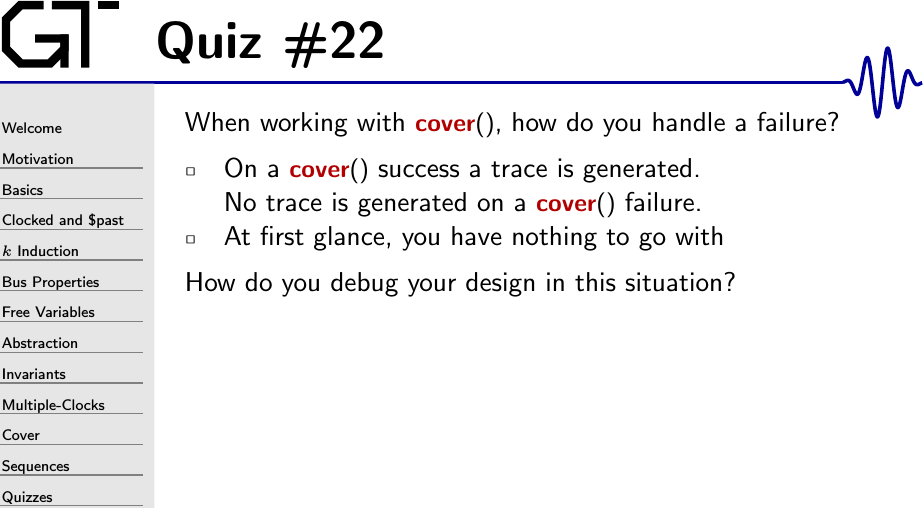 GT
Quiz #22
Welcome
Motivation
Basics
Clocked and $past
k Induction
Bus Properties
Free Variables
Abstraction
Invariants
Multiple-Clocks
Cover
Sequences
Quizzes
When working with cover(), how do you handle a failure?
On a cover() success a trace is generated.
No trace is generated on a cover() failure.
At first glance, you have nothing to go with
How do you debug your design in this situation?